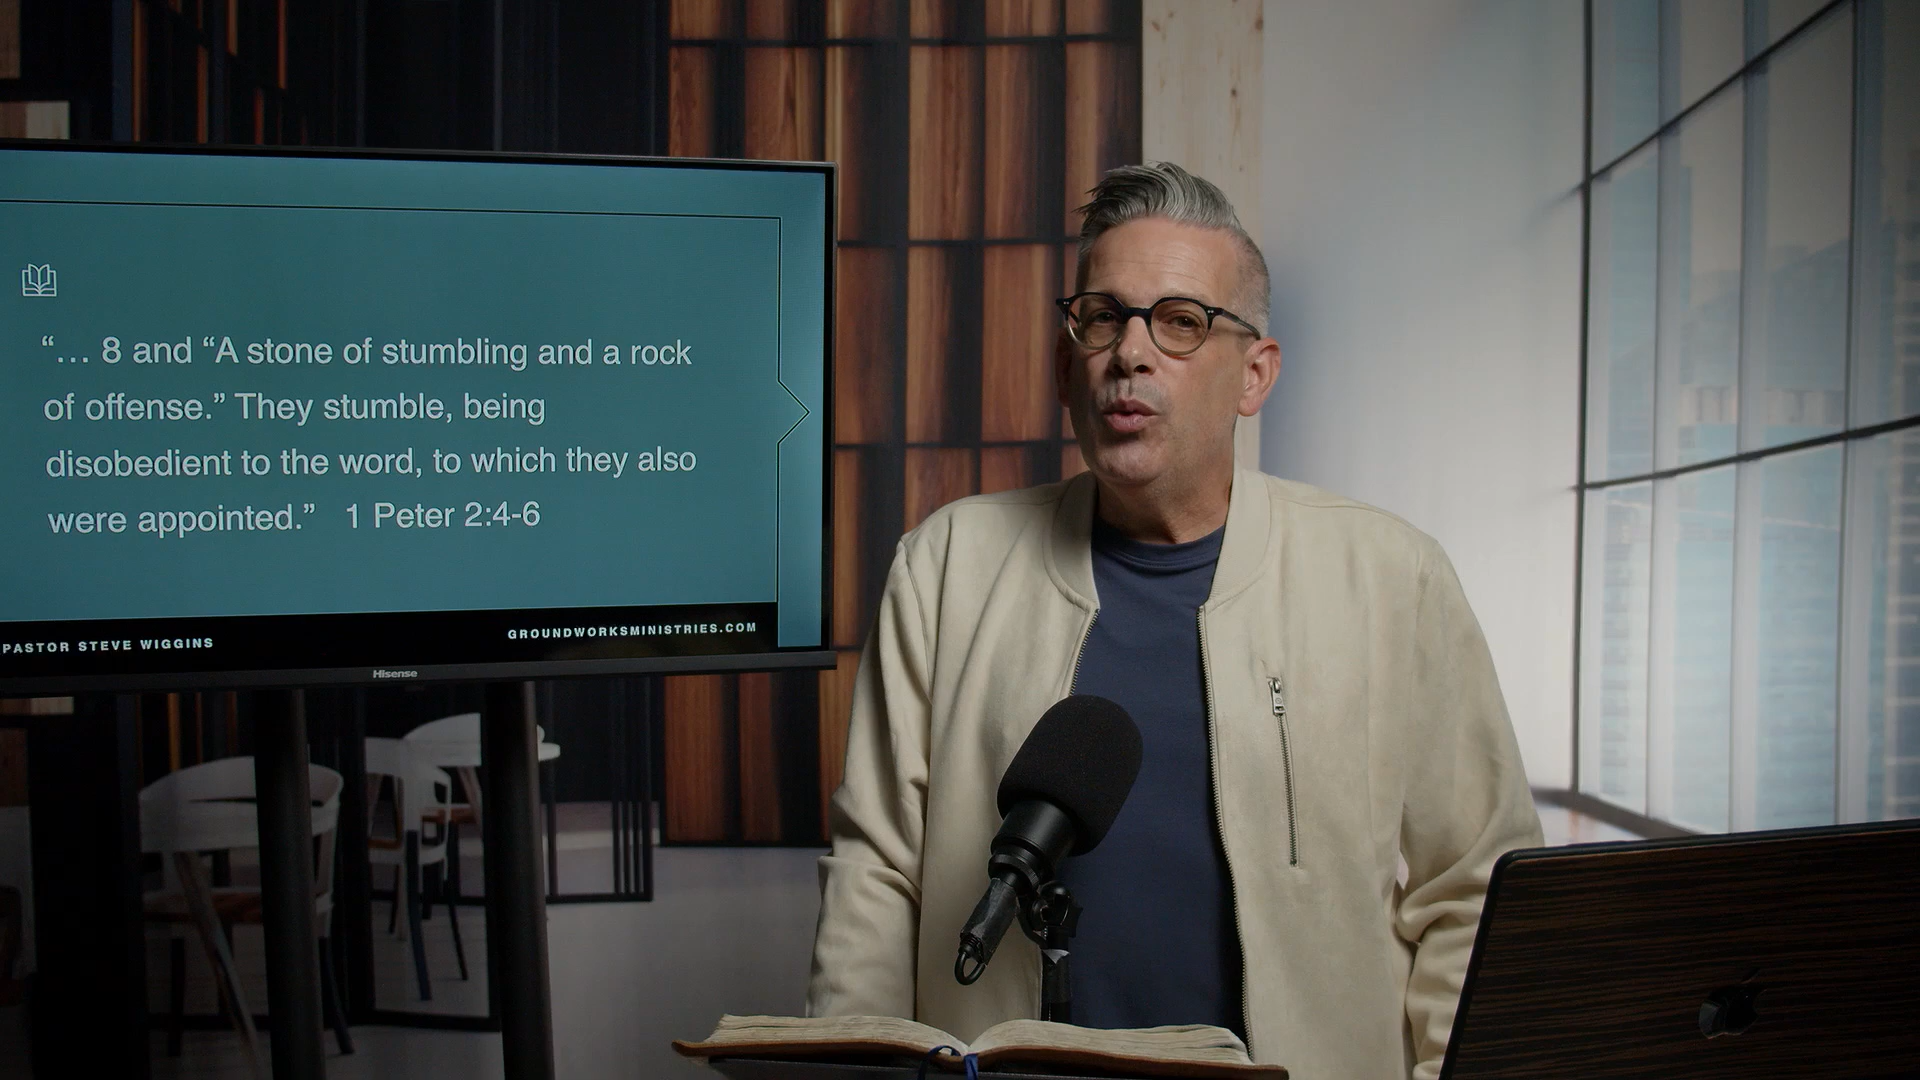 “… 8 and “A stone of stumbling and a rock
of offense.” They stumble, being
disobedient to the word, to which they also
were appointed.” 1 Peter 2:4-6
PASTOR STEVE WIGGINS
GROUNDWORKSMINISTRIES.COM
Hisense